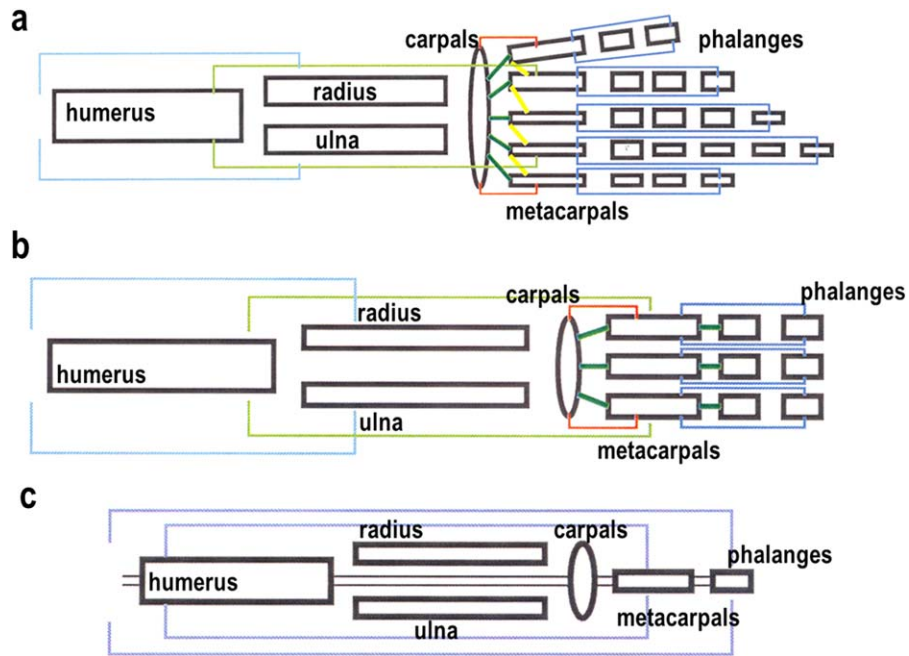 a
carpals
phalanges
humerus
radius
ulna
metacarpals
b
carpals
phalanges
radius
humerus
ulna
metacarpals
c
radius
carpals
phalanges
humerus
metacarpals
ulna